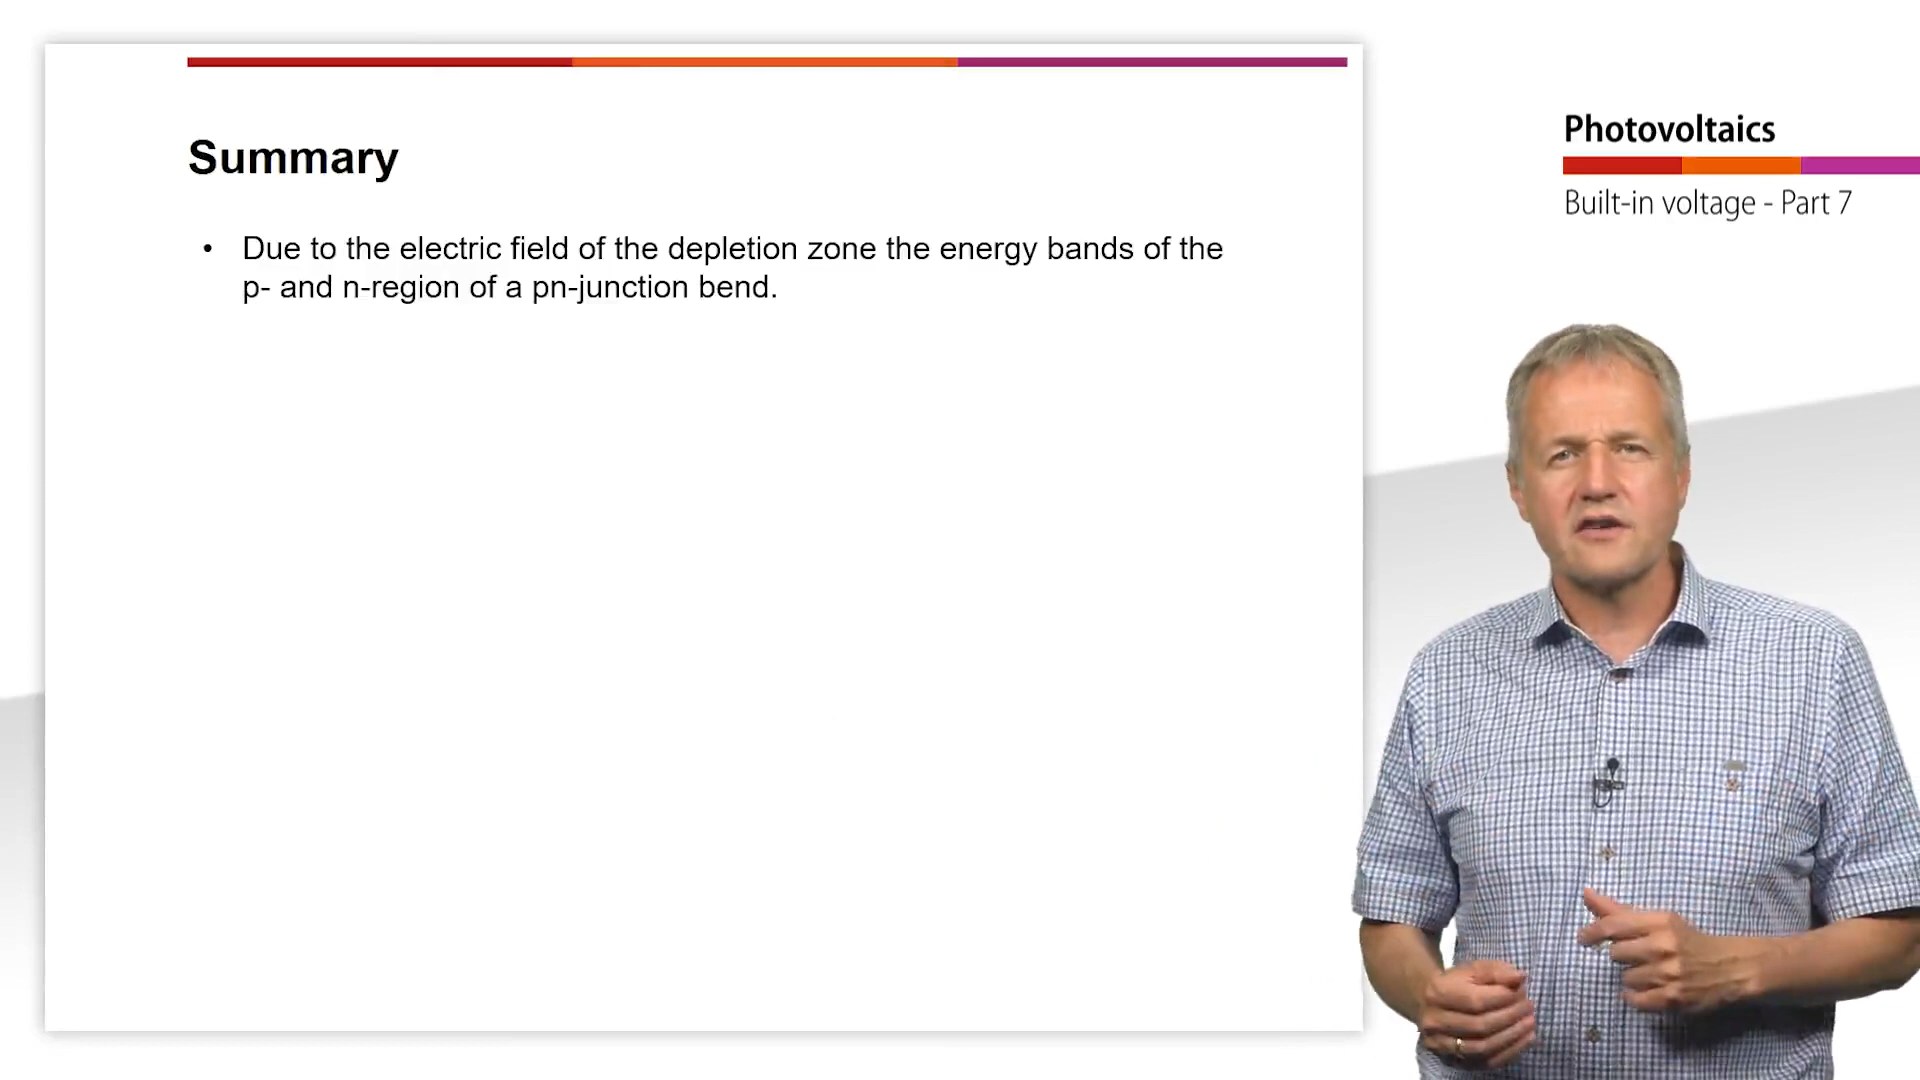 Summary
• Due to the electric field of the depletion zone the energy bands of the
p- and n-region of a pn-junction bend.
Photovoltaics
Built-in voltage - Part 7